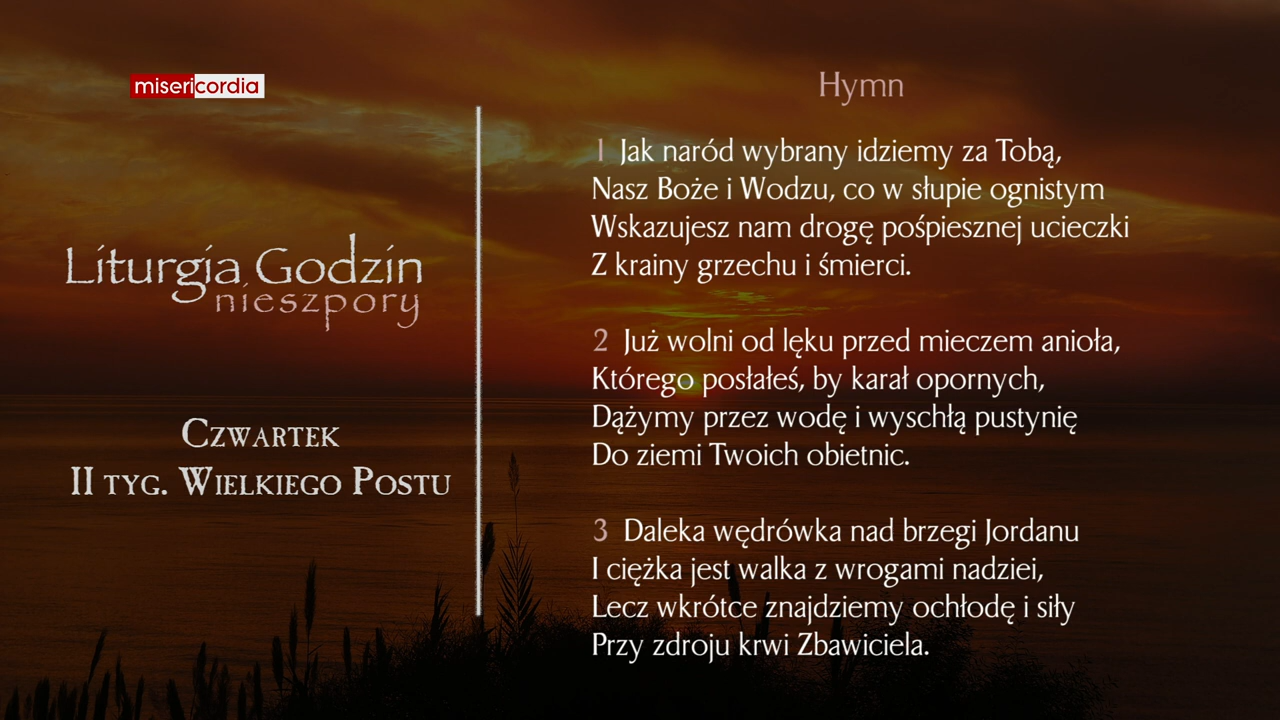 misericordia
Liturgia Godzin
nieszpory
Czwartek
II tyg. Wielkiego Postu
Hymn
1 Jak naród wybrany idziemy za Tobą,
Nasz Boże i Wodzu, co w słupie ognistym
Wskazujesz nam drogę pośpiesznej ucieczki
Z krainy grzechu i śmierci.
2 Już wolni od lęku przed mieczem anioła,
Którego posłałeś, by karał opornych,
Dążymy przez wodę i wyschłą pustynię
Do ziemi Twoich obietnic.
3 Daleka wędrówka nad brzegi Jordanu
I ciężka jest walka z wrogami nadziei,
Lecz wkrótce znajdziemy ochłodę i siły
Przy zdroju krwi Zbawiciela.